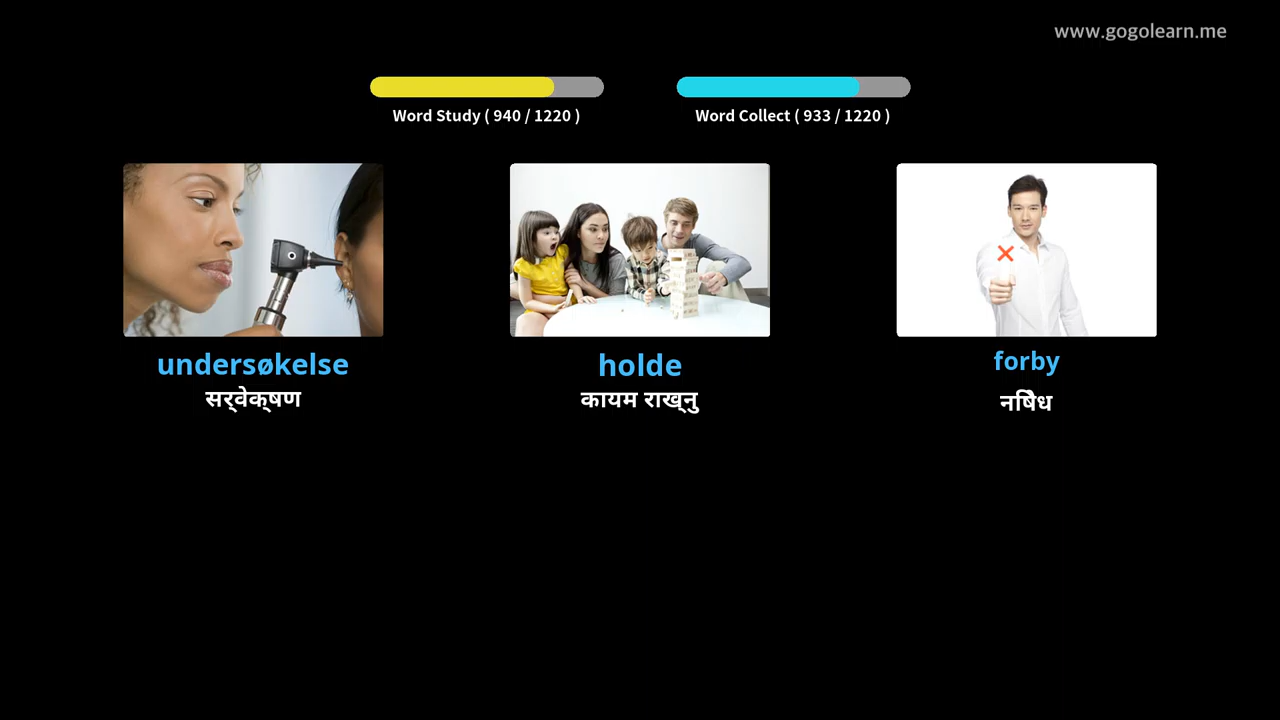 www.gogolearn.me
Word Study ( 940 / 1220 )
Word Collect ( 933 / 1220 )
undersøkelse
holde
forby
सर्वेक्षण
कायम राख्नु
निषेध